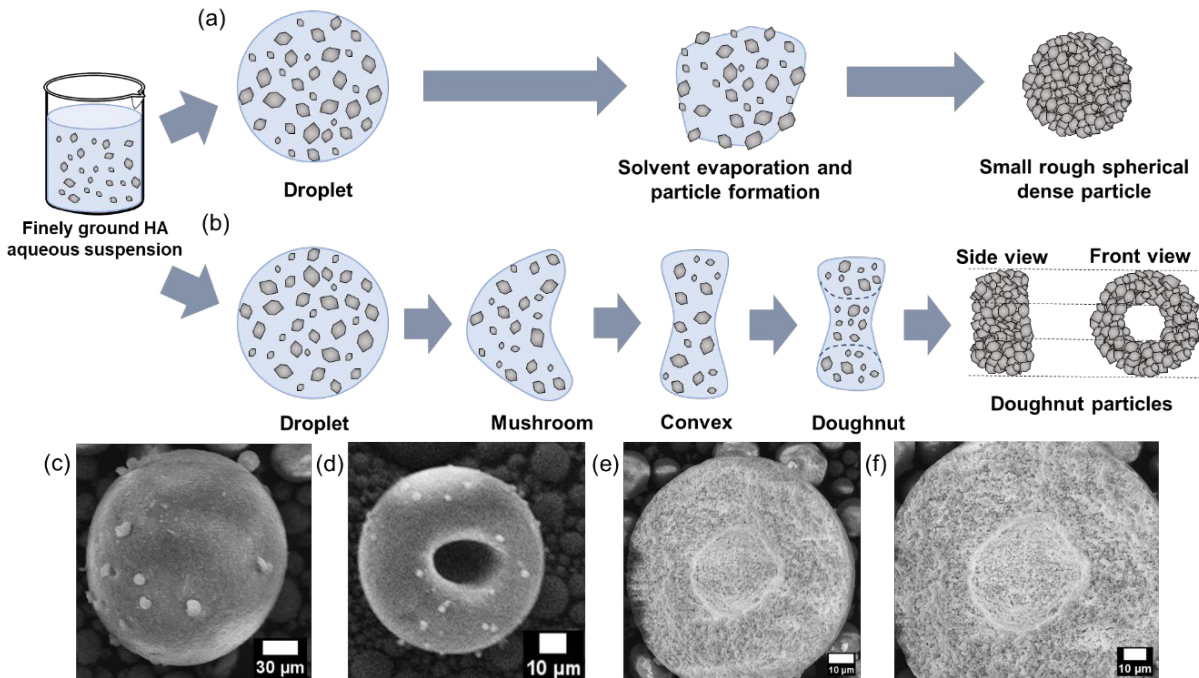 (a)
Droplet
Solvent evaporation and
particle formation
Small rough spherical
dense particle
Finely ground HA
aqueous suspension
(b)
Side view
Front view
Droplet
Mushroom
Convex
Doughnut
Doughnut particles
(c)
30 µm
(d)
10 µm
(e)
10 µm
(f)
10 µm